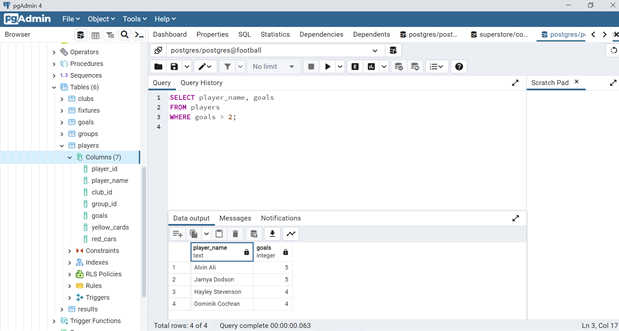 pgAdmin 4
pgAdmin File Object Tools Help
Browser
Dashboard Properties SQL Statistics Dependencies Dependents postgres/post... superstore/co... postgres/p
postgres/postgres@football
No limit
Query Query History Scratch Pad
1 SELECT player_name, goals
2 FROM players
3 WHERE goals > 2;
4
Operators
Procedures
1..3 Sequences
Tables (6)
clubs
fixtures
goals
groups
players
Columns (7)
player_id
player_name
club_id
group_id
goals
yellow_cards
red_cars
Constraints
Indexes
RLS Policies
Rules
Triggers
results
Trigger Functions
Data output Messages Notifications
player_name goals
text integer
1 Alvin Ali 5
2 Jamya Dodson 5
3 Hayley Stevenson 4
4 Dominik Cochran 4
Total rows: 4 of 4 Query complete 00:00:00.063 Ln 3, Col 17